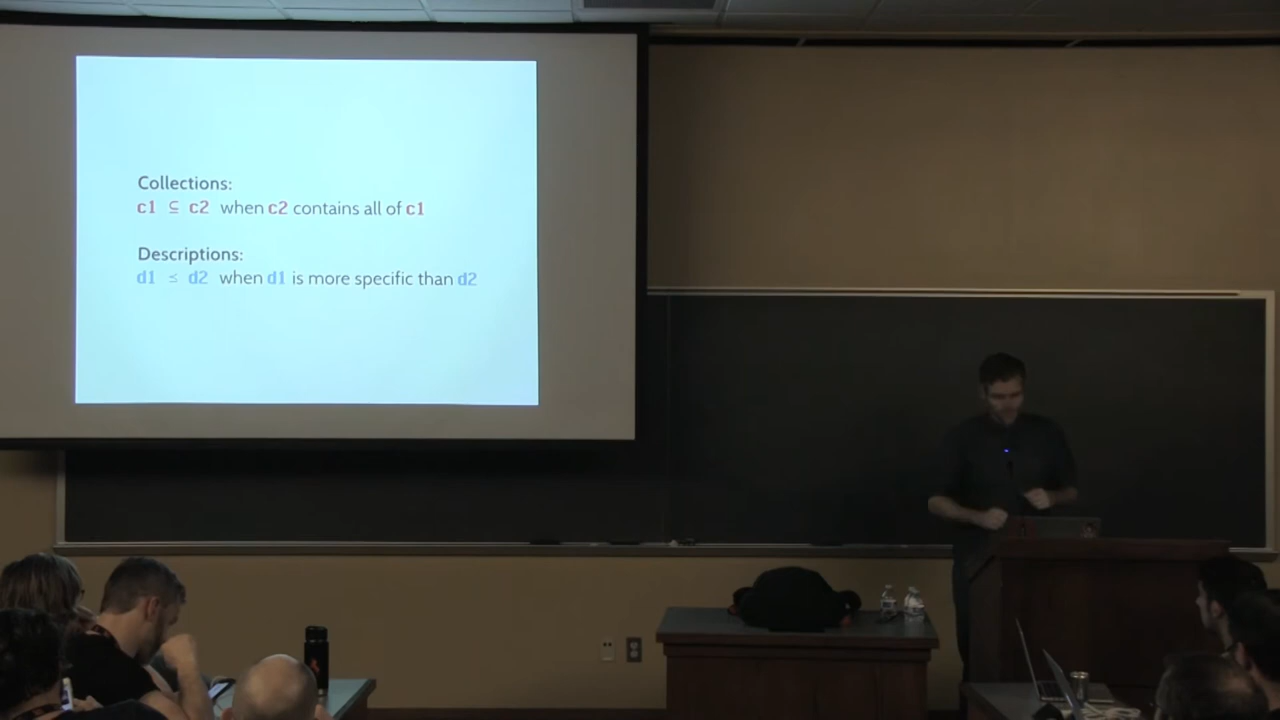 Collections:
c1 ⊆ c2 when c2 contains all of c1
Descriptions:
d1 ≤ d2 when d1 is more specific than d2